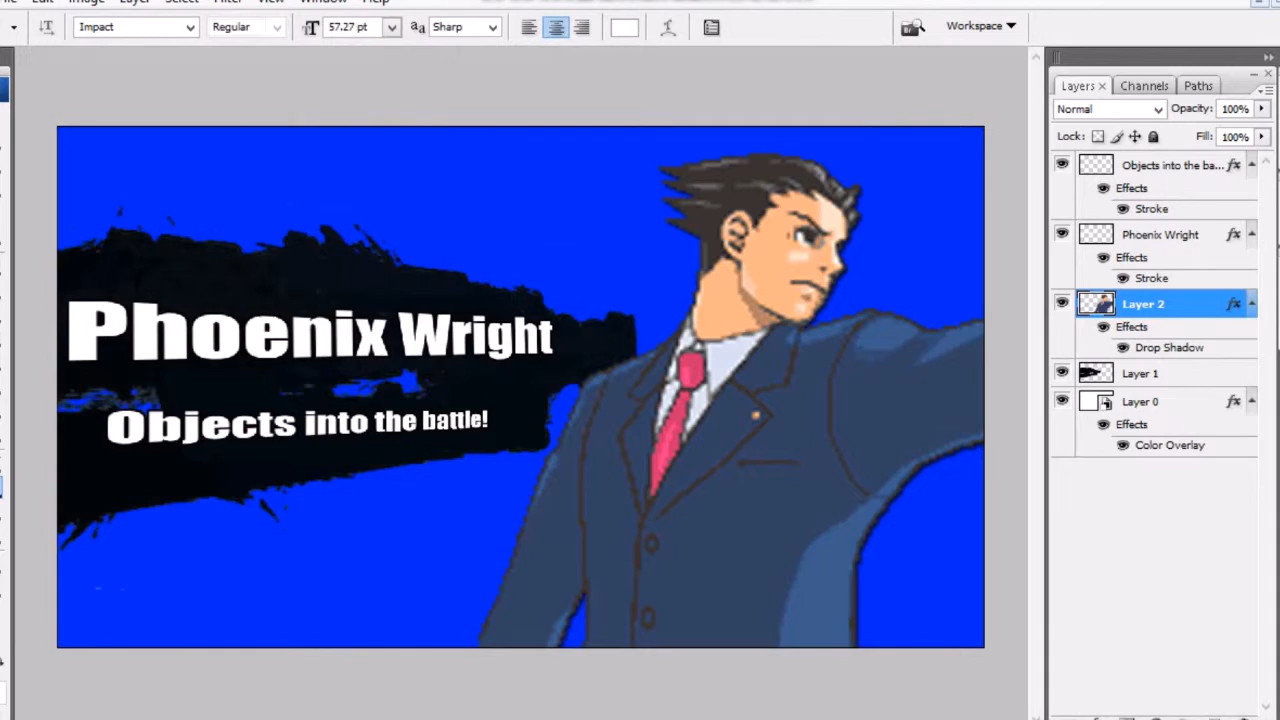 Impact Regular 57.27 pt Sharp Workspace
Layers Channels Paths
Normal Opacity: 100%
Lock: Fill: 100%
Objects into the ba...
Effects
Stroke
Phoenix Wright
Effects
Stroke
Layer 2
Effects
Drop Shadow
Layer 1
Layer 0
Effects
Color Overlay
Phoenix Wright
Objects into the battle!